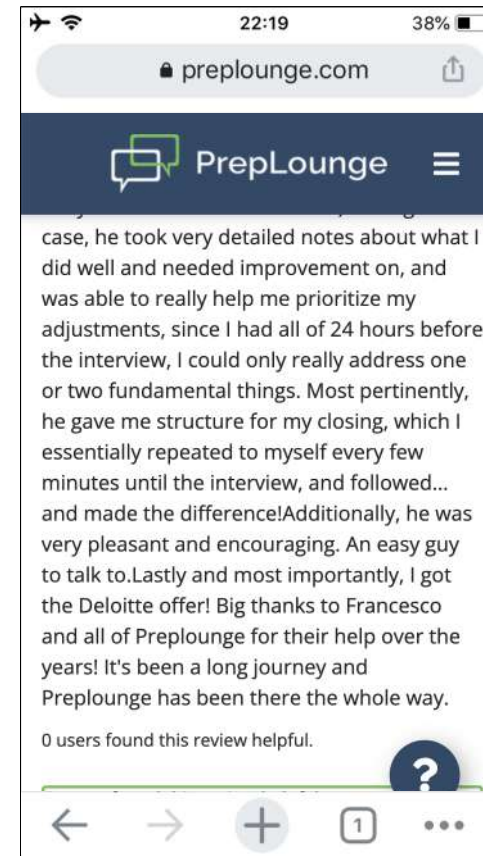 22:19
38%
preplounge.com
PrepLounge
case, he took very detailed notes about what I
did well and needed improvement on, and
was able to really help me prioritize my
adjustments, since I had all of 24 hours before
the interview, I could only really address one
or two fundamental things. Most pertinently,
he gave me structure for my closing, which I
essentially repeated to myself every few
minutes until the interview, and followed...
and made the difference!Additionally, he was
very pleasant and encouraging. An easy guy
to talk to.Lastly and most importantly, I got
the Deloitte offer! Big thanks to Francesco
and all of Preplounge for their help over the
years! It's been a long journey and
Preplounge has been there the whole way.
0 users found this review helpful.
?
1